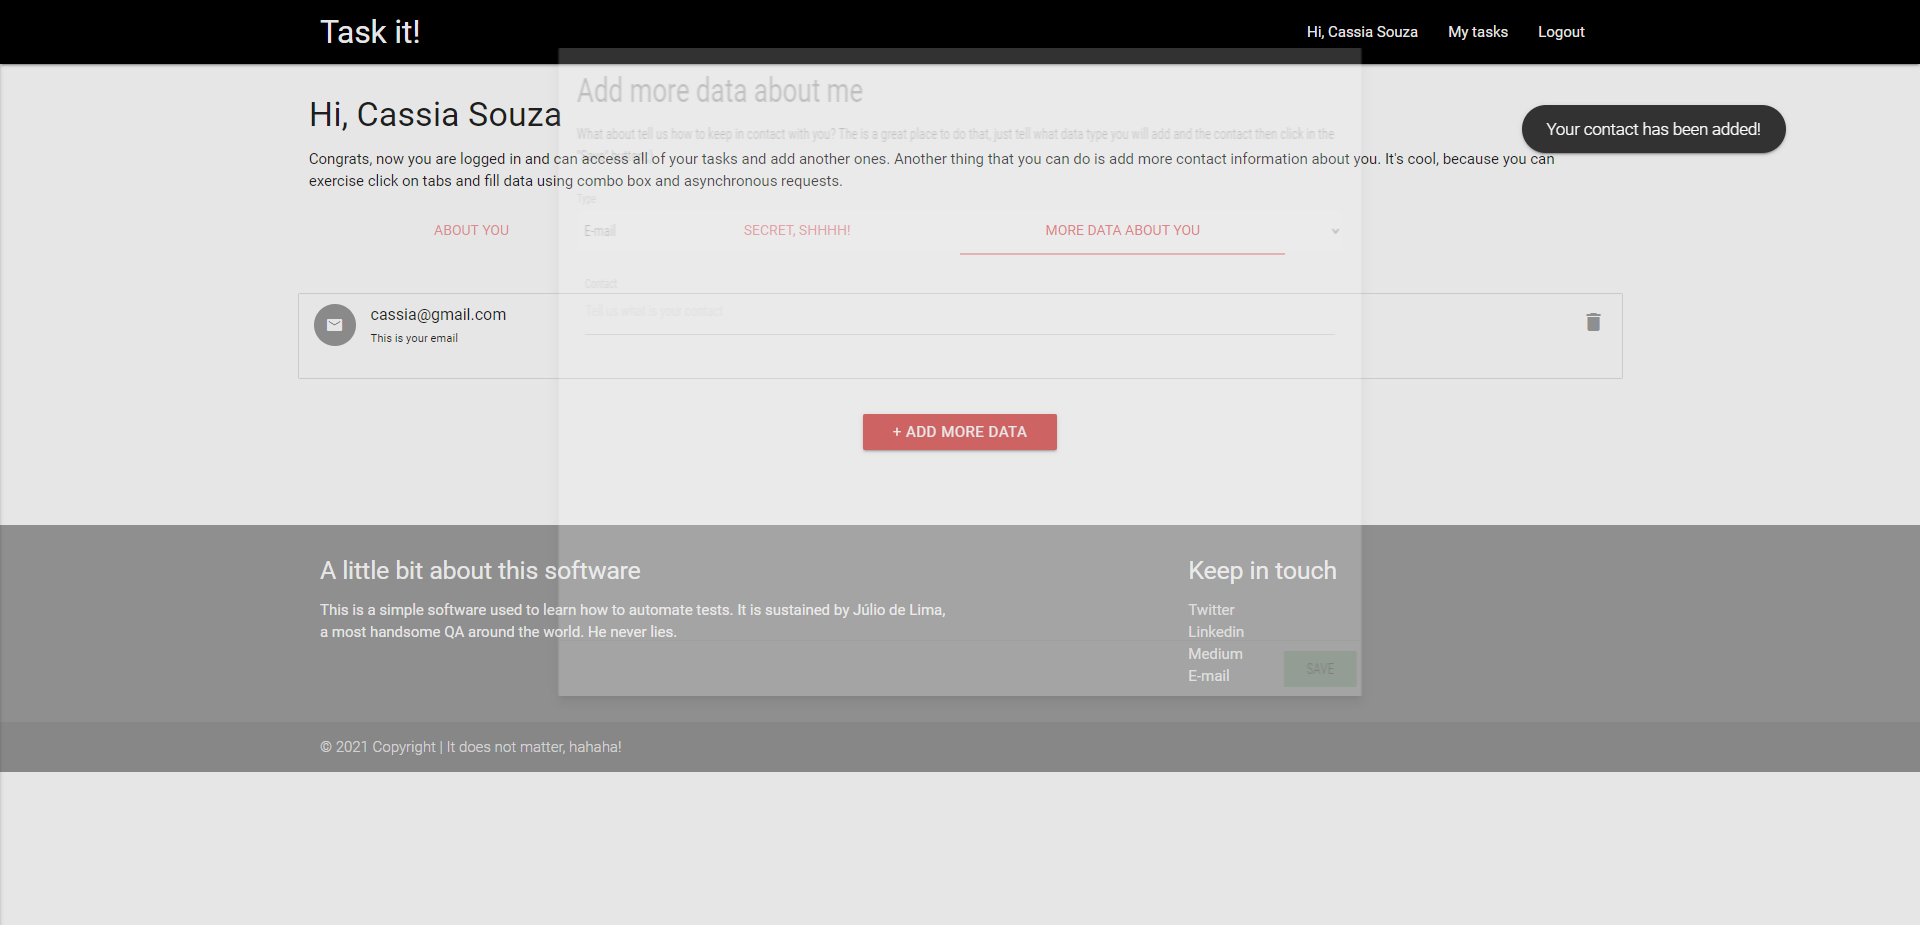 Task it!
Hi, Cassia Souza
My tasks
Logout
Add more data about me
Hi, Cassia Souza
Your contact has been added!
What about tell us how to keep in contact with you? The is a great place to do that, just tell what data type you will add and the contact then click in the
Congrats, now you are logged in and can access all of your tasks and add another ones. Another thing that you can do is add more contact information about you. It's cool, because you can
exercise click on tabs and fill data using combo box and asynchronous requests.
Type
ABOUT YOU
E-mail
SECRET, SHHHH!
MORE DATA ABOUT YOU
Contact
cassia@gmail.com
Tell us what is your contact
This is your email
+ ADD MORE DATA
A little bit about this software
This is a simple software used to learn how to automate tests. It is sustained by Júlio de Lima,
a most handsome QA around the world. He never lies.
Keep in touch
Twitter
Linkedin
Medium
E-mail
SAVE
© 2021 Copyright | It does not matter, hahaha!